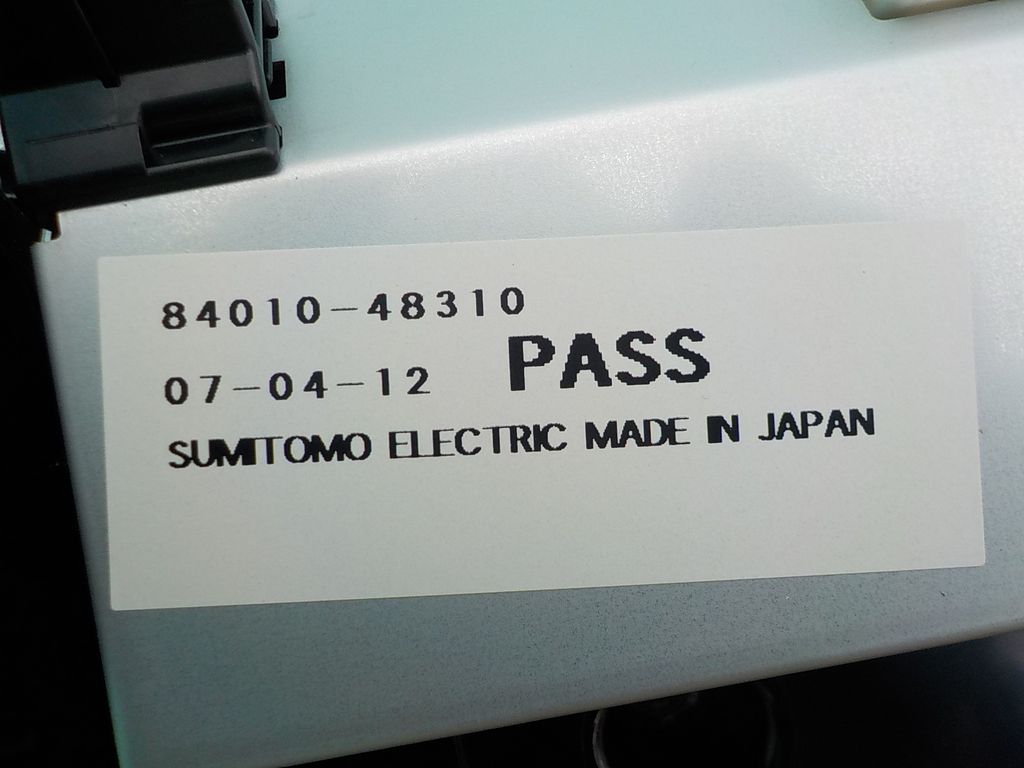 84010-48310
07-04-12 PASS
SUMITOMO ELECTRIC MADE IN JAPAN